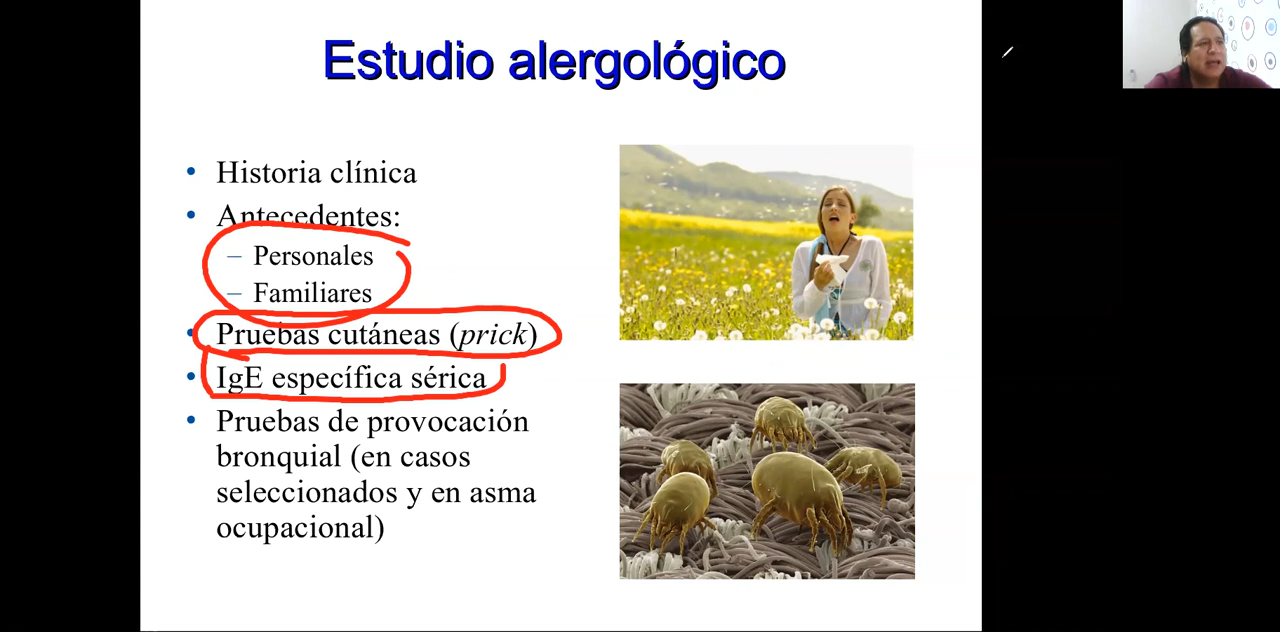 Estudio alergológico
• Historia clínica
• Antecedentes:
– Personales
– Familiares
• Pruebas cutáneas (prick)
• IgE específica sérica
• Pruebas de provocación
bronquial (en casos
seleccionados y en asma
ocupacional)